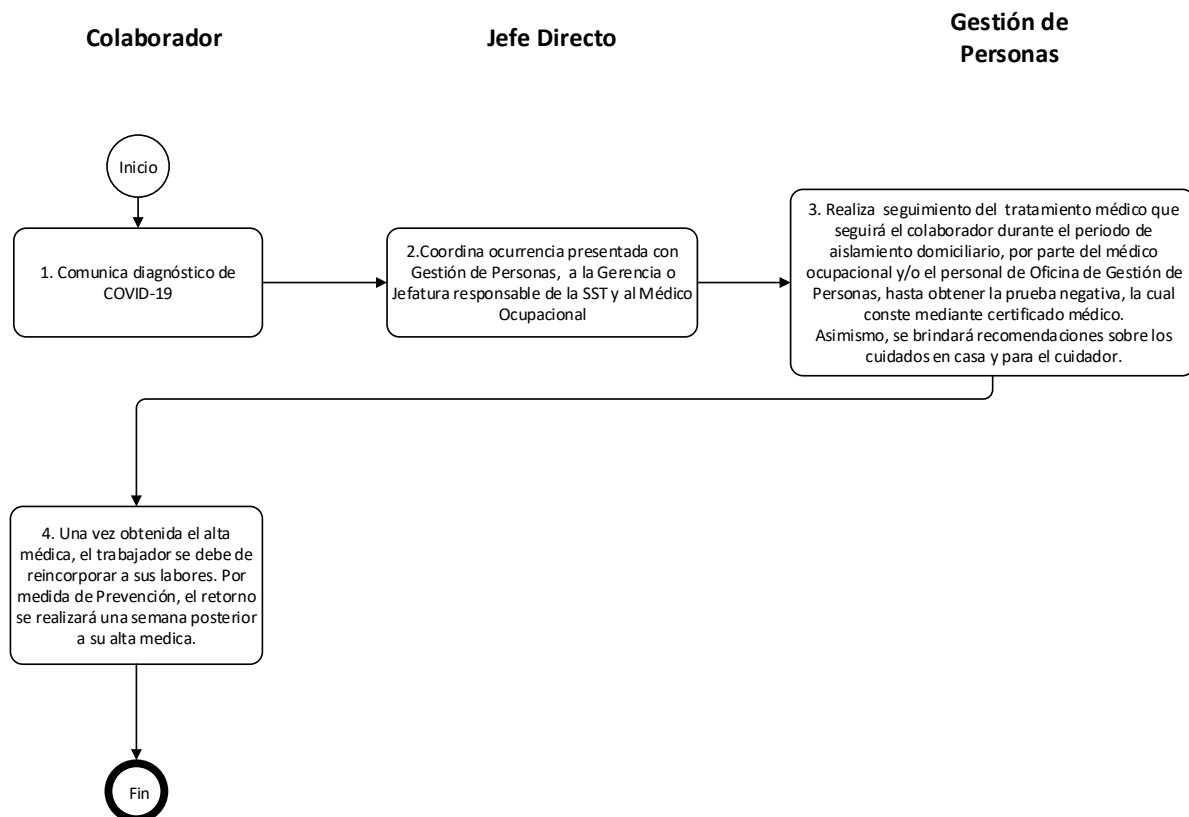 Colaborador
Jefe Directo
Gestión de
Personas
Inicio
1. Comunica diagnóstico de
COVID-19
2.Coordina ocurrencia presentada con
Gestión de Personas, a la Gerencia o
Jefatura responsable de la SST y al Médico
Ocupacional
3. Realiza seguimiento del tratamiento médico que
seguirá el colaborador durante el periodo de
aislamiento domiciliario, por parte del médico
ocupacional y/o el personal de Oficina de Gestión de
Personas, hasta obtener la prueba negativa, la cual
conste mediante certificado médico.
Asimismo, se brindará recomendaciones sobre los
cuidados en casa y para el cuidador.
4. Una vez obtenida el alta
médica, el trabajador se debe de
reincorporar a sus labores. Por
medida de Prevención, el retorno
se realizará una semana posterior
a su alta medica.
Fin